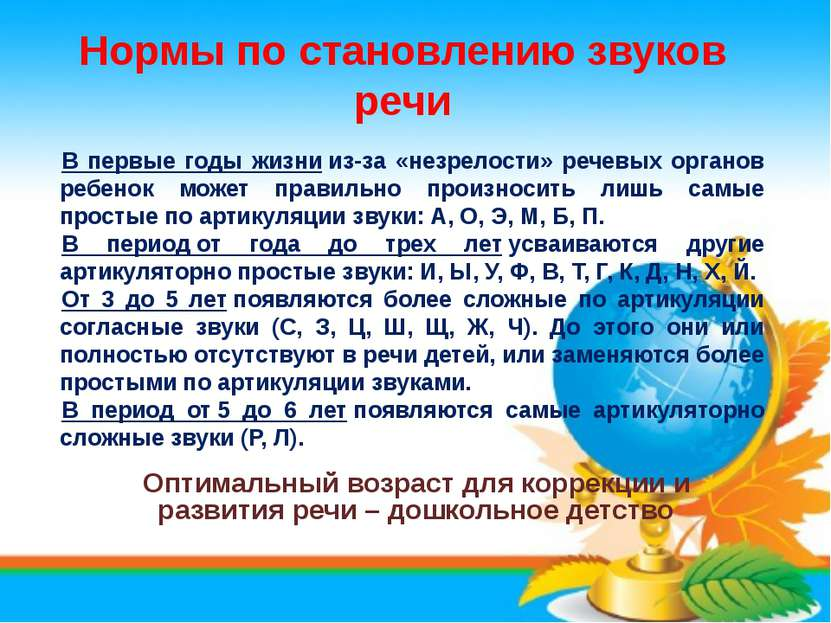 Нормы по становлению звуков
речи
В первые годы жизни из-за «незрелости» речевых органов
ребенок может правильно произносить лишь самые
простые по артикуляции звуки: А, О, Э, М, Б, П.
В период от года до трех лет усваиваются другие
артикуляторно простые звуки: И, Ы, У, Ф, В, Т, Г, К, Д, Н, Х, Й.
От 3 до 5 лет появляются более сложные по артикуляции
согласные звуки (С, З, Ц, Ш, Щ, Ж, Ч). До этого они или
полностью отсутствуют в речи детей, или заменяются более
простыми по артикуляции звуками.
В период от 5 до 6 лет появляются самые артикуляторно
сложные звуки (Р, Л).
Оптимальный возраст для коррекции и
развития речи – дошкольное детство